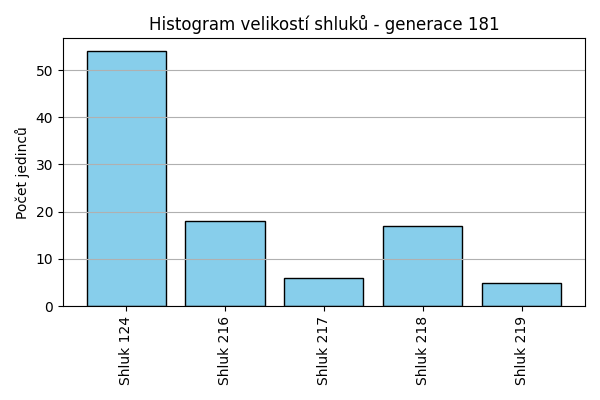 Histogram velikostí shluků - generace 181
Počet jedinců
50
40
30
20
10
0
Shluk 124
Shluk 216
Shluk 217
Shluk 218
Shluk 219